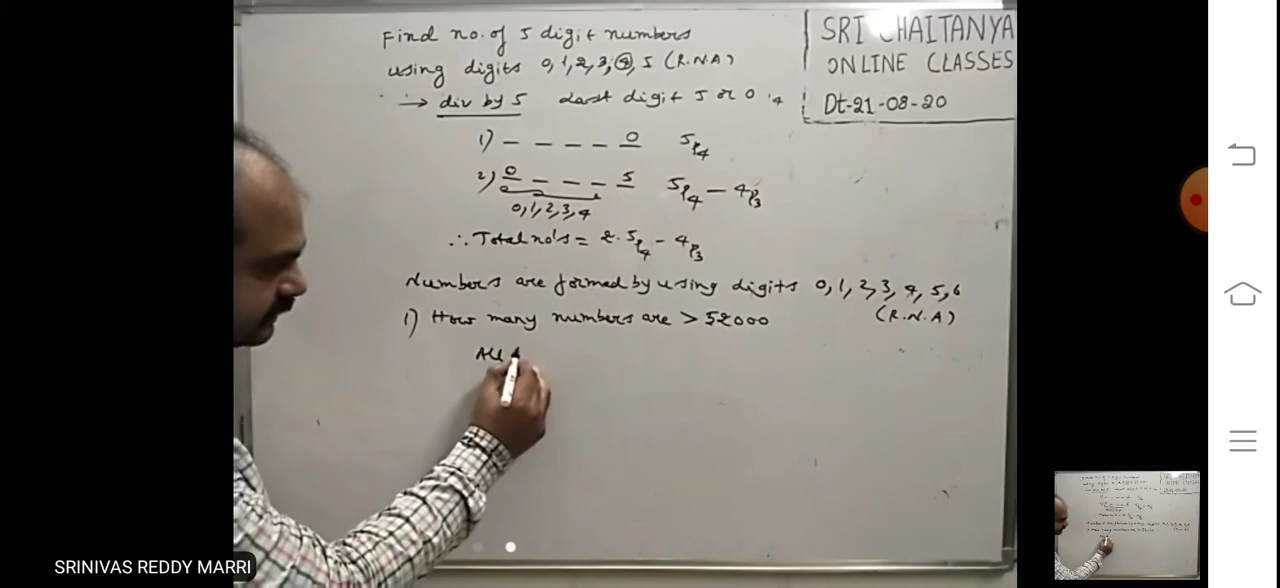 Find no. of 5 digit numbers
using digits 0,1,2,3,4,5 (R.N.A)
→ div by 5 Last digit 5 or 0
1) _ _ _ _ 0 5P4
2) 0 _ _ _ 5 5P4 - 4P3
0,1,2,3,4
∴ Total no's = 2. 5P4 - 4P3
Numbers are formed by using digits 0,1,2,3,4,5,6
(R.N.A)
1) How many numbers are > 52000
All
SRI CHAITANYA
ONLINE CLASSES
Dt-21-08-20
SRINIVAS REDDY MARRI